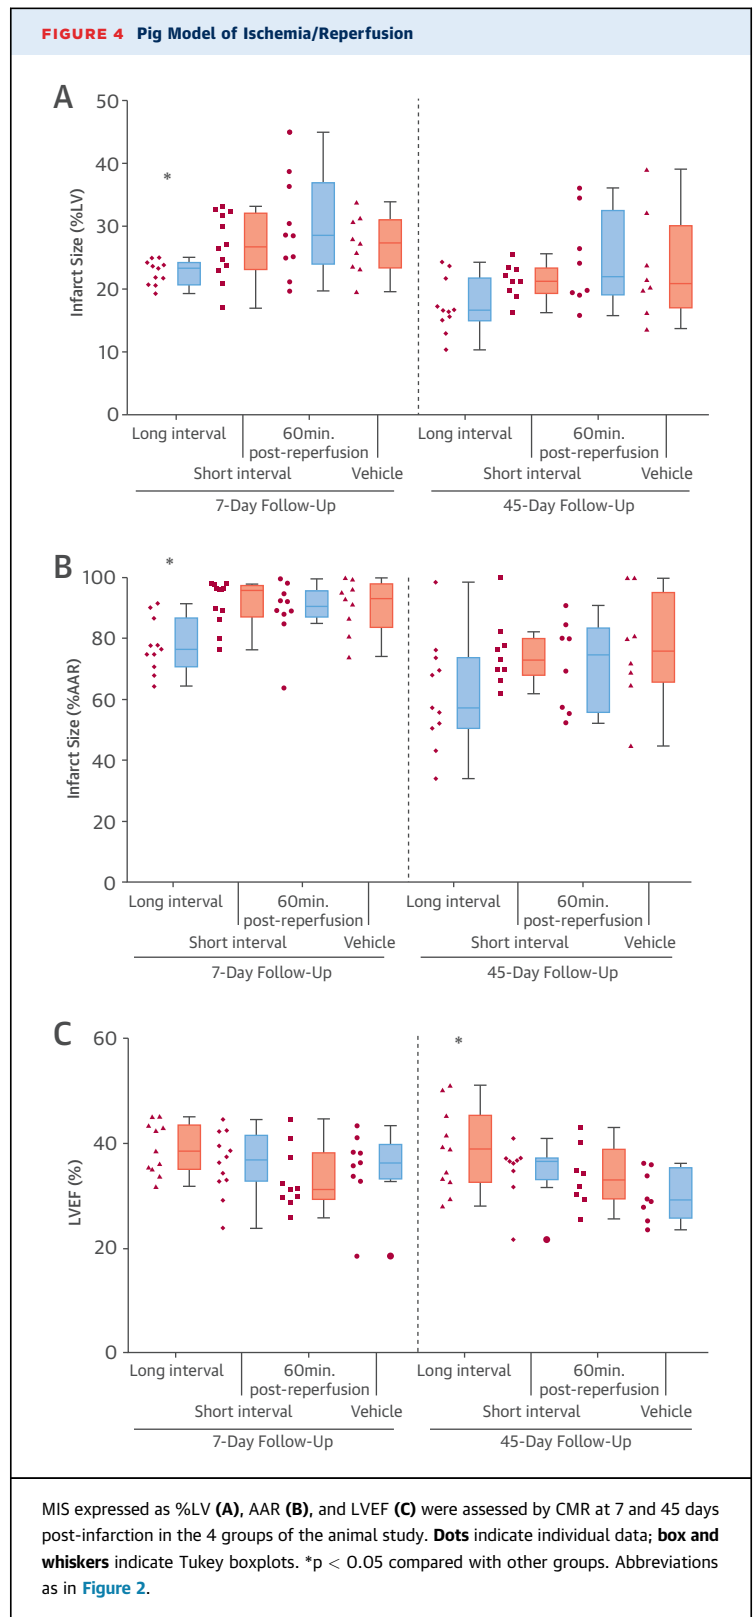 FIGURE 4 Pig Model of Ischemia/Reperfusion
A
Infarct Size (%LV)
50
40
30
20
10
0
*
Long interval
60min.
post-reperfusion
Short interval
Vehicle
7-Day Follow-Up
Long interval
60min.
post-reperfusion
Short interval
Vehicle
45-Day Follow-Up
B
Infarct Size (%AAR)
100
80
60
40
20
0
*
Long interval
60min.
post-reperfusion
Short interval
Vehicle
7-Day Follow-Up
Long interval
60min.
post-reperfusion
Short interval
Vehicle
45-Day Follow-Up
C
LVEF (%)
60
40
20
0
*
Long interval
60min.
post-reperfusion
Short interval
Vehicle
7-Day Follow-Up
Long interval
60min.
post-reperfusion
Short interval
Vehicle
45-Day Follow-Up
MIS expressed as %LV (A), AAR (B), and LVEF (C) were assessed by CMR at 7 and 45 days
post-infarction in the 4 groups of the animal study. Dots indicate individual data; box and
whiskers indicate Tukey boxplots. *p < 0.05 compared with other groups. Abbreviations
as in Figure 2.